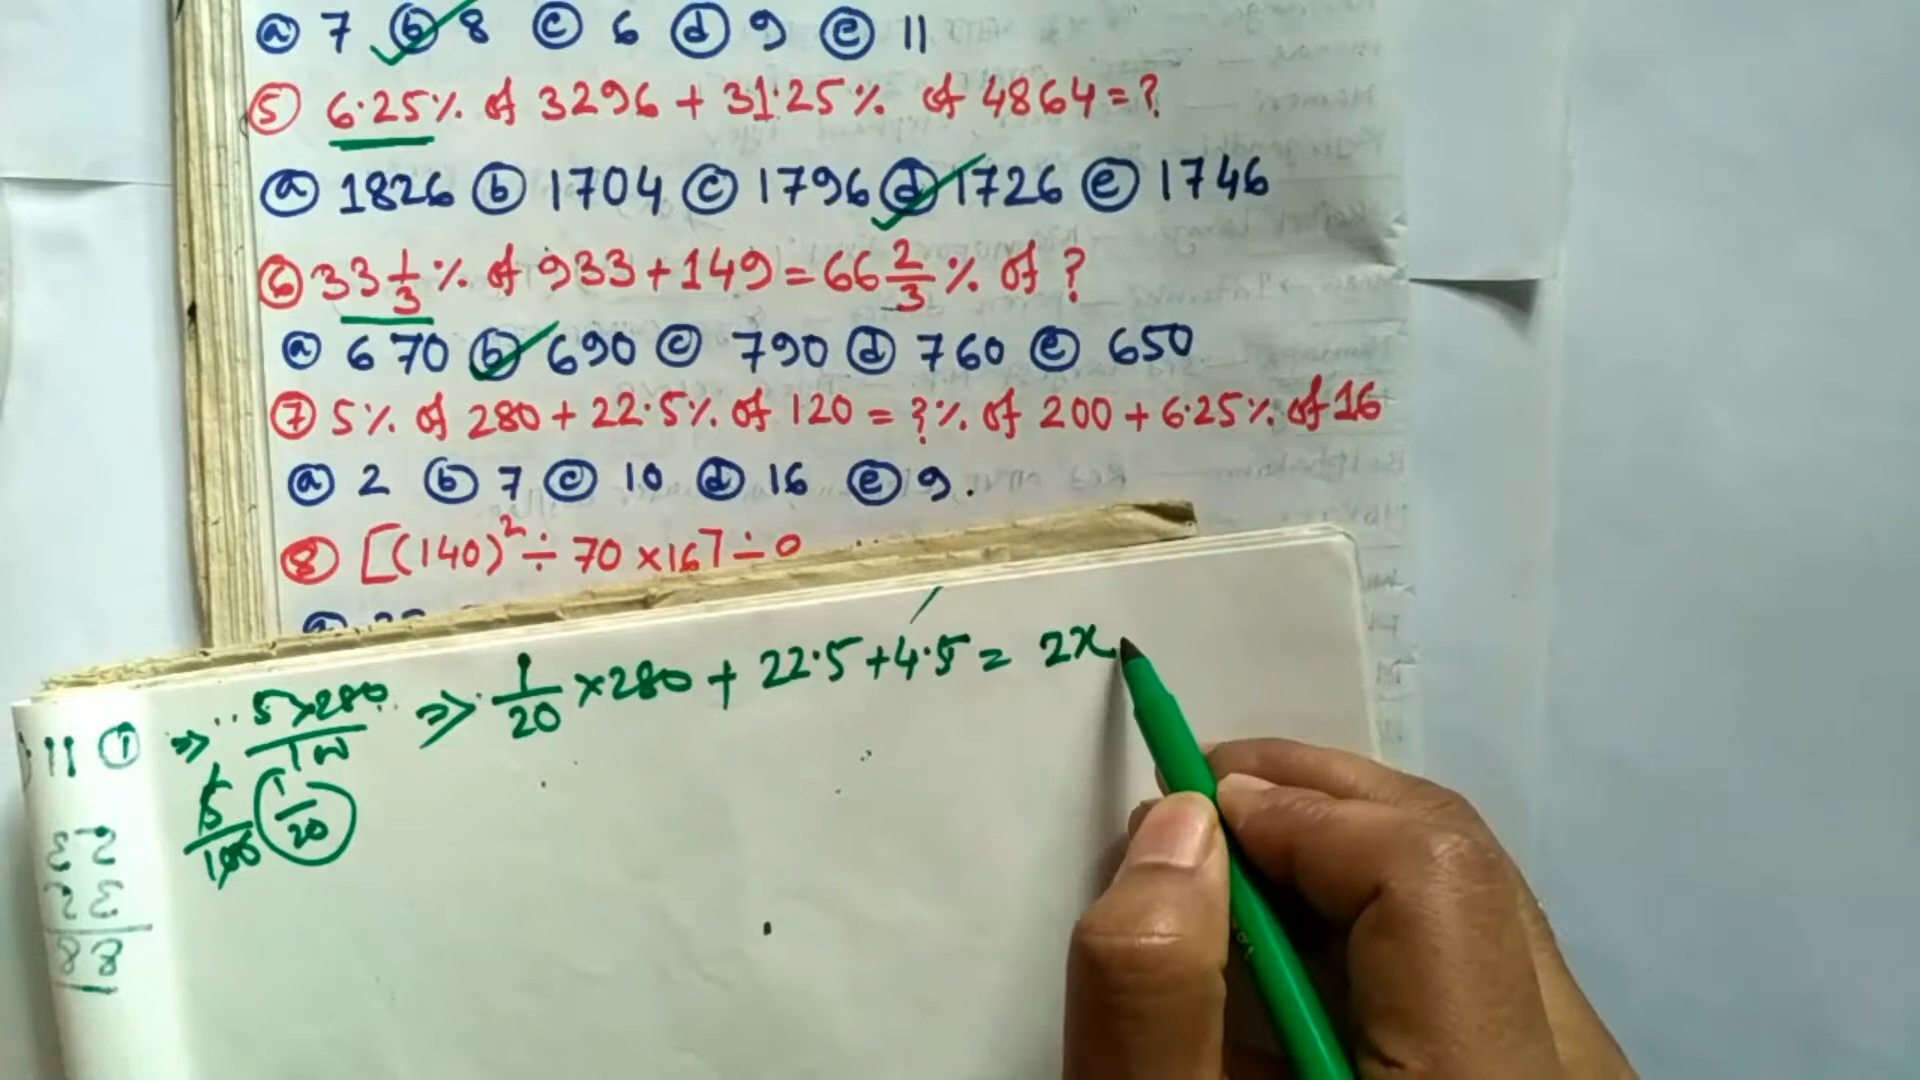 ⓐ 7 ⓑ 8 ⓒ 6 ⓓ 9 ⓔ 11
⑤ 6.25% of 3296 + 31.25% of 4864 = ?
ⓐ 1826 ⓑ 1704 ⓒ 1796 ⓓ 1726 ⓔ 1746
⑥ 33 1/3 % of 933 + 149 = 66 2/3 % of ?
ⓐ 670 ⓑ 690 ⓒ 790 ⓓ 760 ⓔ 650
⑦ 5% of 280 + 22.5% of 120 = ?% of 200 + 6.25% of 16
ⓐ 2 ⓑ 7 ⓒ 10 ⓓ 16 ⓔ 9.
⑧ [(140)² ÷ 70 × 16] ÷
11 ① ⇒ 5×280/100 ⇒ 1/20 × 280 + 22.5 + 4.5 = 2x
5/100 1/20